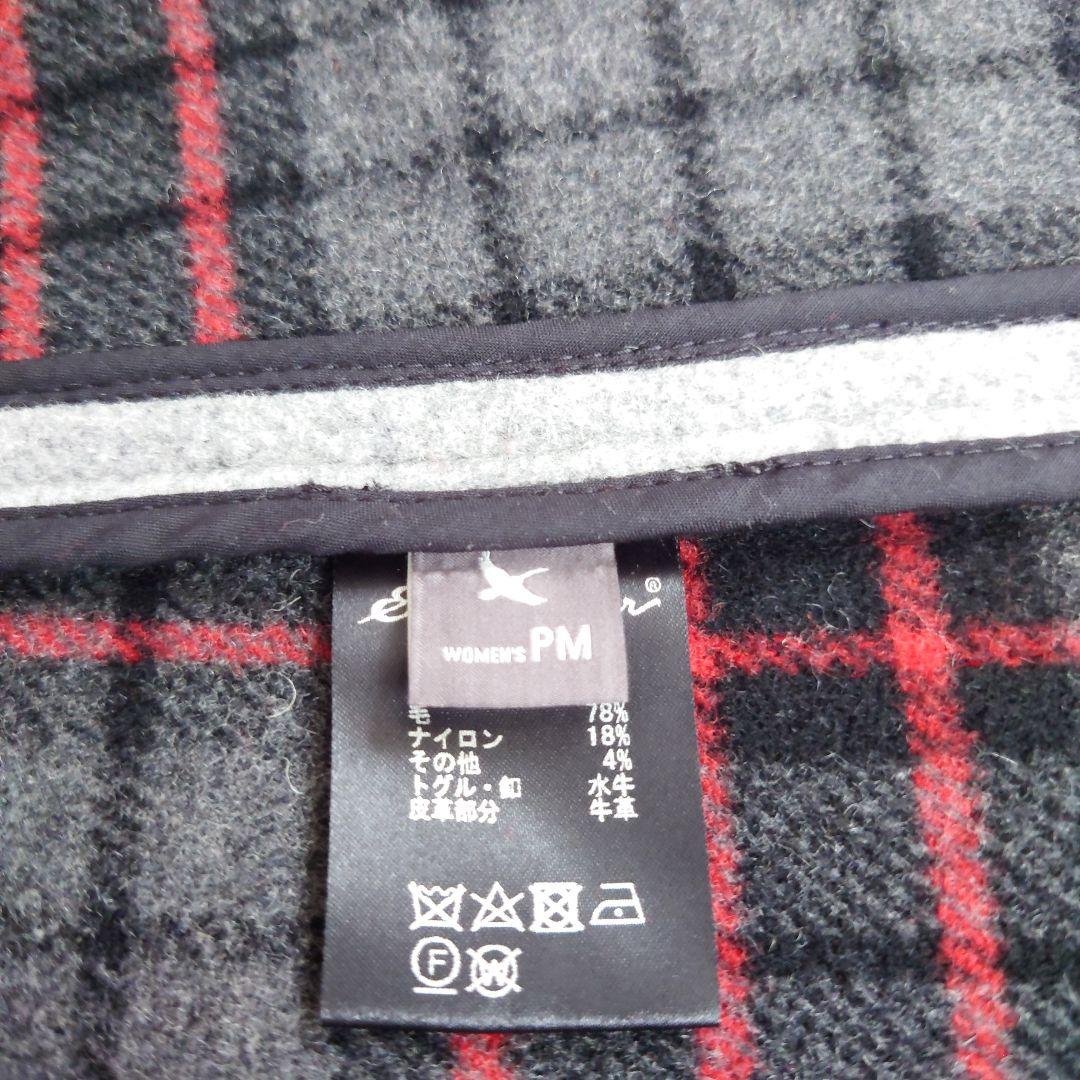 ®
WOMEN'S PM
毛 78%
ナイロン 18%
その他 4%
トグル・釦 水牛
皮革部分 牛革
F
W